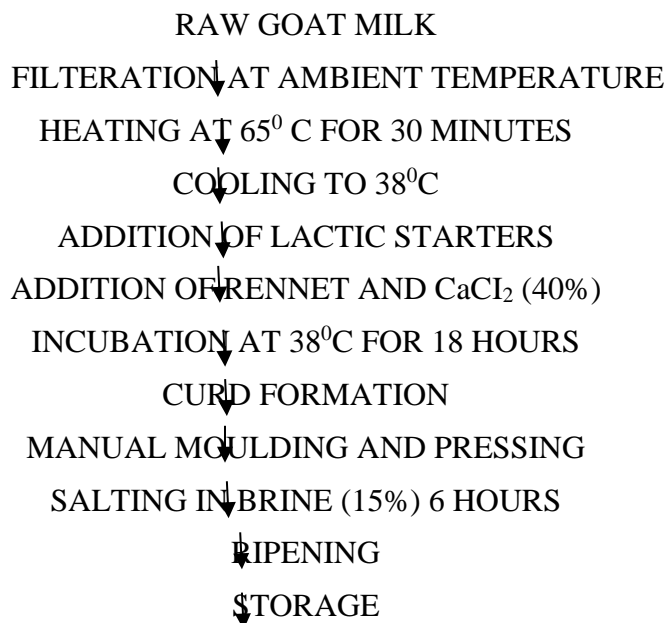 RAW GOAT MILK
FILTERATION AT AMBIENT TEMPERATURE
HEATING AT 65⁰ C FOR 30 MINUTES
COOLING TO 38⁰C
ADDITION OF LACTIC STARTERS
ADDITION OF RENNET AND CaCI₂ (40%)
INCUBATION AT 38⁰C FOR 18 HOURS
CURD FORMATION
MANUAL MOULDING AND PRESSING
SALTING IN BRINE (15%) 6 HOURS
RIPENING
STORAGE